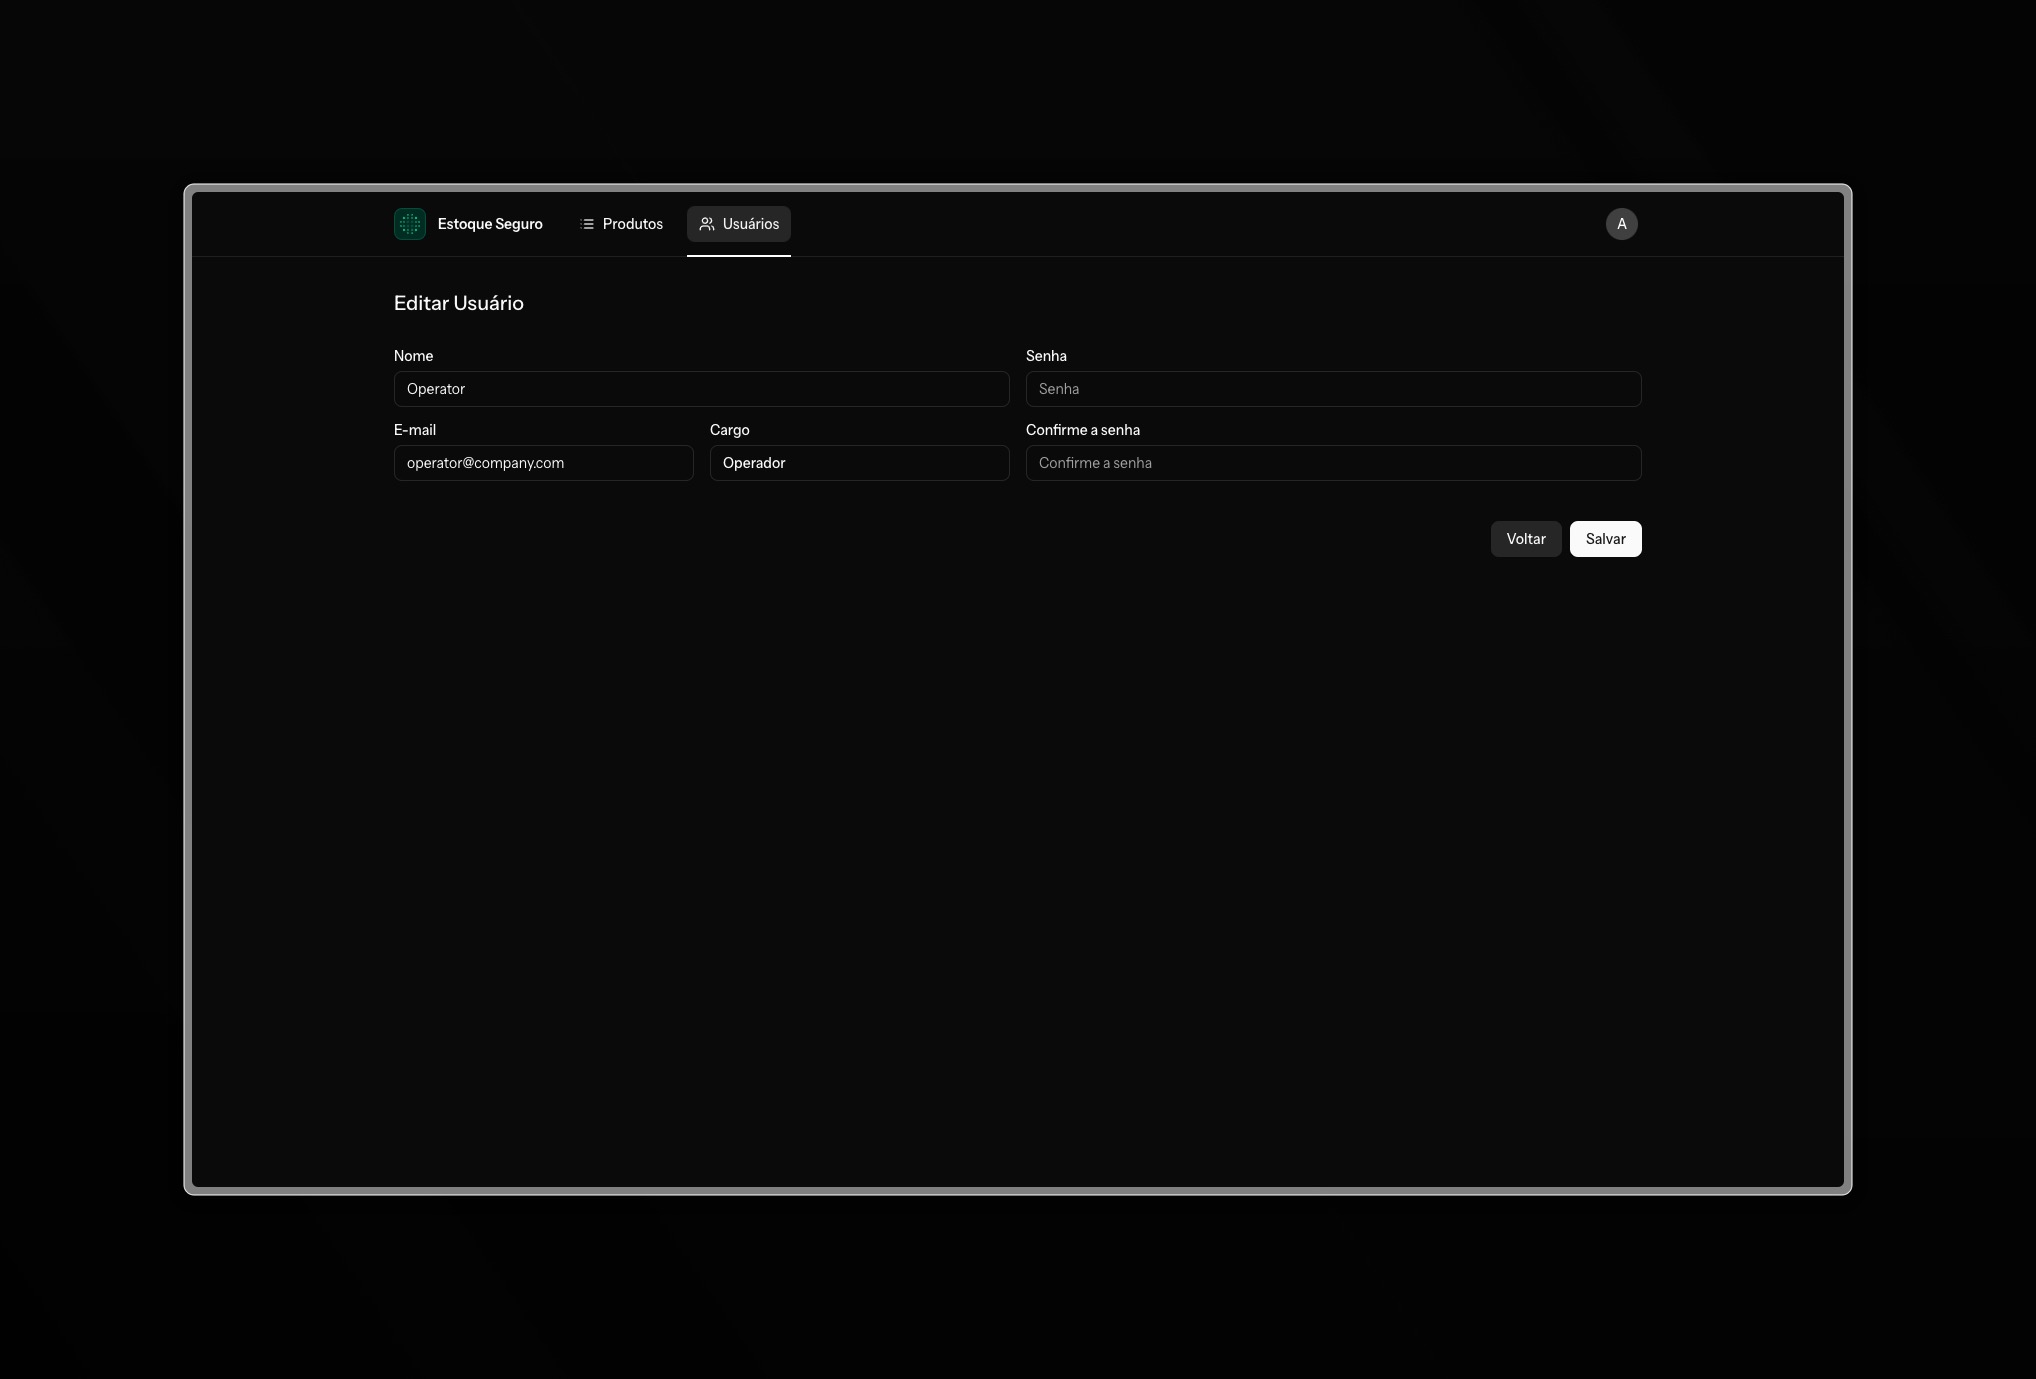 Estoque Seguro Produtos Usuários A
Editar Usuário
Nome Senha
Operator Senha
E-mail Cargo Confirme a senha
operator@company.com Operador Confirme a senha
Voltar Salvar